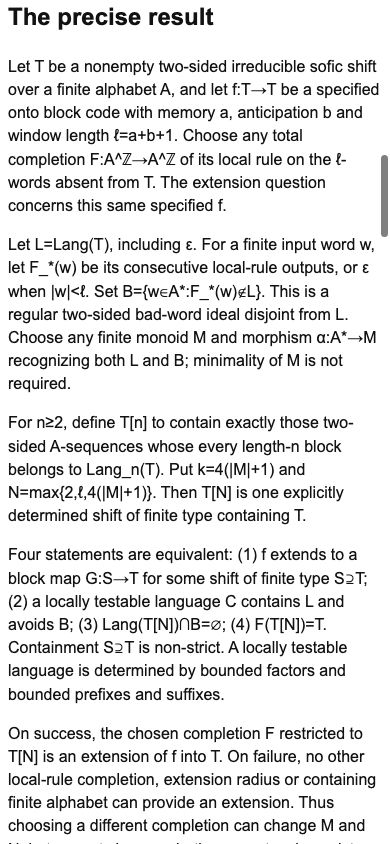 The precise result
Let T be a nonempty two-sided irreducible sofic shift
over a finite alphabet A, and let f:T→T be a specified
onto block code with memory a, anticipation b and
window length ℓ=a+b+1. Choose any total
completion F:A^ℤ→A^ℤ of its local rule on the ℓ-
words absent from T. The extension question
concerns this same specified f.
Let L=Lang(T), including ε. For a finite input word w,
let F_*(w) be its consecutive local-rule outputs, or ε
when |w|<ℓ. Set B={w∈A*:F_*(w)∉L}. This is a
regular two-sided bad-word ideal disjoint from L.
Choose any finite monoid M and morphism α:A*→M
recognizing both L and B; minimality of M is not
required.
For n≥2, define T[n] to contain exactly those two-
sided A-sequences whose every length-n block
belongs to Lang_n(T). Put k=4(|M|+1) and
N=max{2,ℓ,4(|M|+1)}. Then T[N] is one explicitly
determined shift of finite type containing T.
Four statements are equivalent: (1) f extends to a
block map G:S→T for some shift of finite type S⊇T;
(2) a locally testable language C contains L and
avoids B; (3) Lang(T[N])∩B=∅; (4) F(T[N])=T.
Containment S⊇T is non-strict. A locally testable
language is determined by bounded factors and
bounded prefixes and suffixes.
On success, the chosen completion F restricted to
T[N] is an extension of f into T. On failure, no other
local-rule completion, extension radius or containing
finite alphabet can provide an extension. Thus
choosing a different completion can change M and